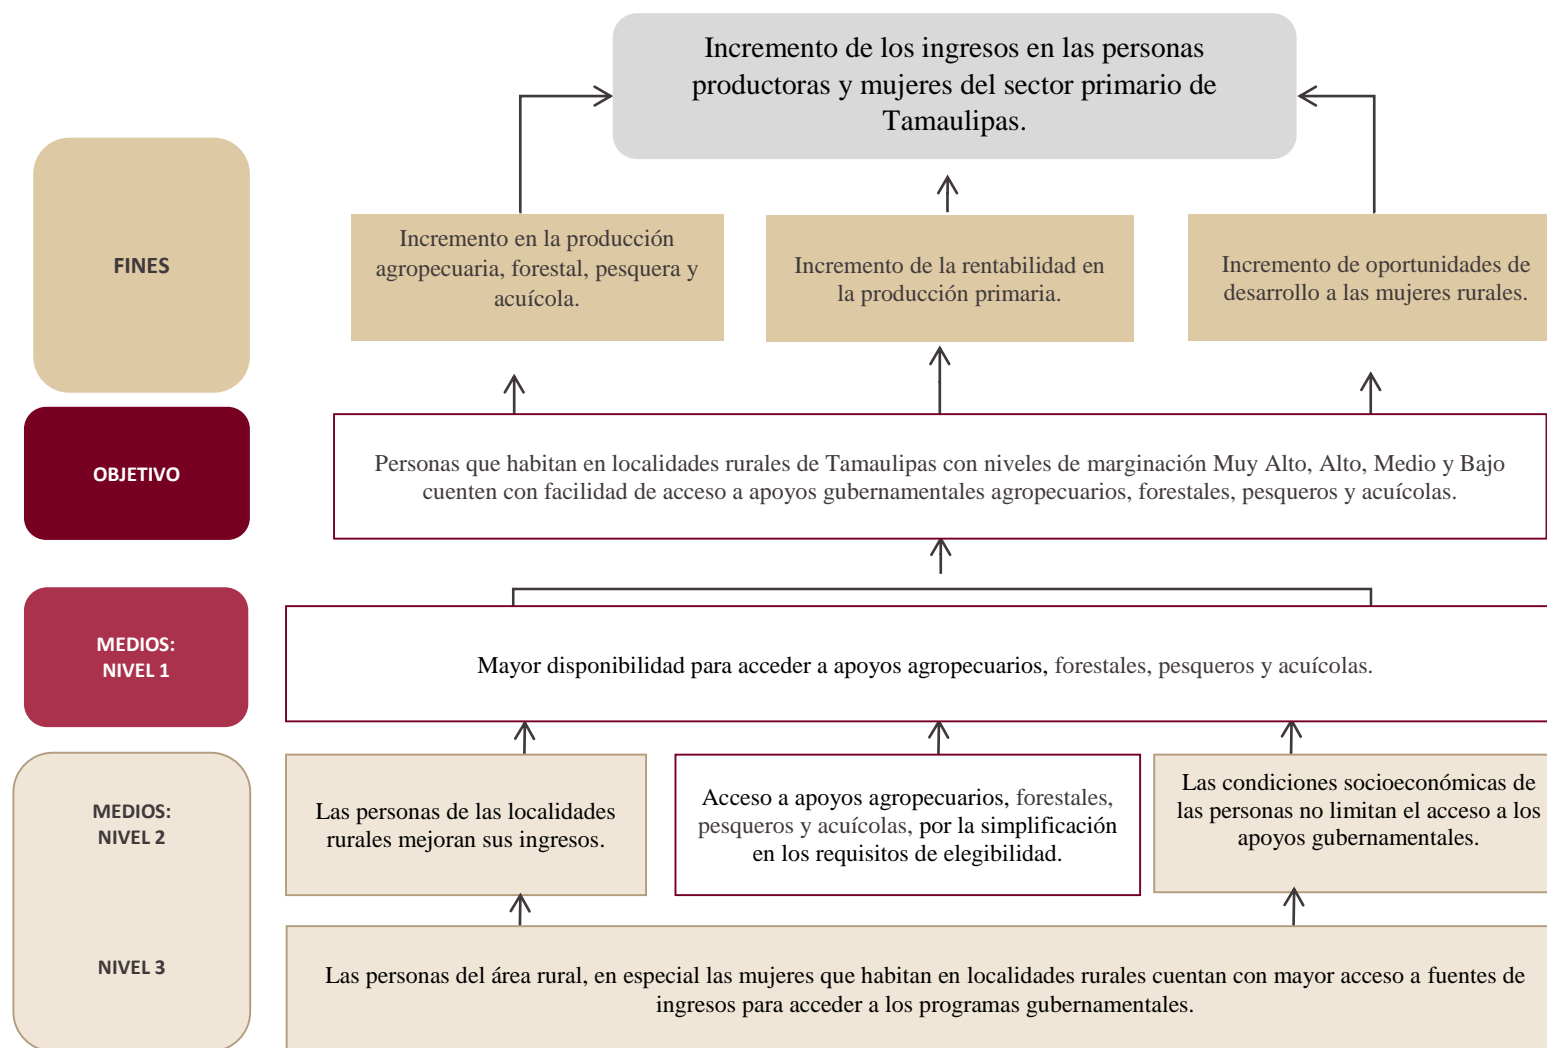 Incremento de los ingresos en las personas
productoras y mujeres del sector primario de
Tamaulipas.
FINES
Incremento en la producción
agropecuaria, forestal, pesquera y
acuícola.
Incremento de la rentabilidad en
la producción primaria.
Incremento de oportunidades de
desarrollo a las mujeres rurales.
OBJETIVO
Personas que habitan en localidades rurales de Tamaulipas con niveles de marginación Muy Alto, Alto, Medio y Bajo
cuenten con facilidad de acceso a apoyos gubernamentales agropecuarios, forestales, pesqueros y acuícolas.
MEDIOS:
NIVEL 1
Mayor disponibilidad para acceder a apoyos agropecuarios, forestales, pesqueros y acuícolas.
MEDIOS:
NIVEL 2
Las personas de las localidades
rurales mejoran sus ingresos.
Acceso a apoyos agropecuarios, forestales,
pesqueros y acuícolas, por la simplificación
en los requisitos de elegibilidad.
Las condiciones socioeconómicas de
las personas no limitan el acceso a los
apoyos gubernamentales.
NIVEL 3
Las personas del área rural, en especial las mujeres que habitan en localidades rurales cuentan con mayor acceso a fuentes de
ingresos para acceder a los programas gubernamentales.